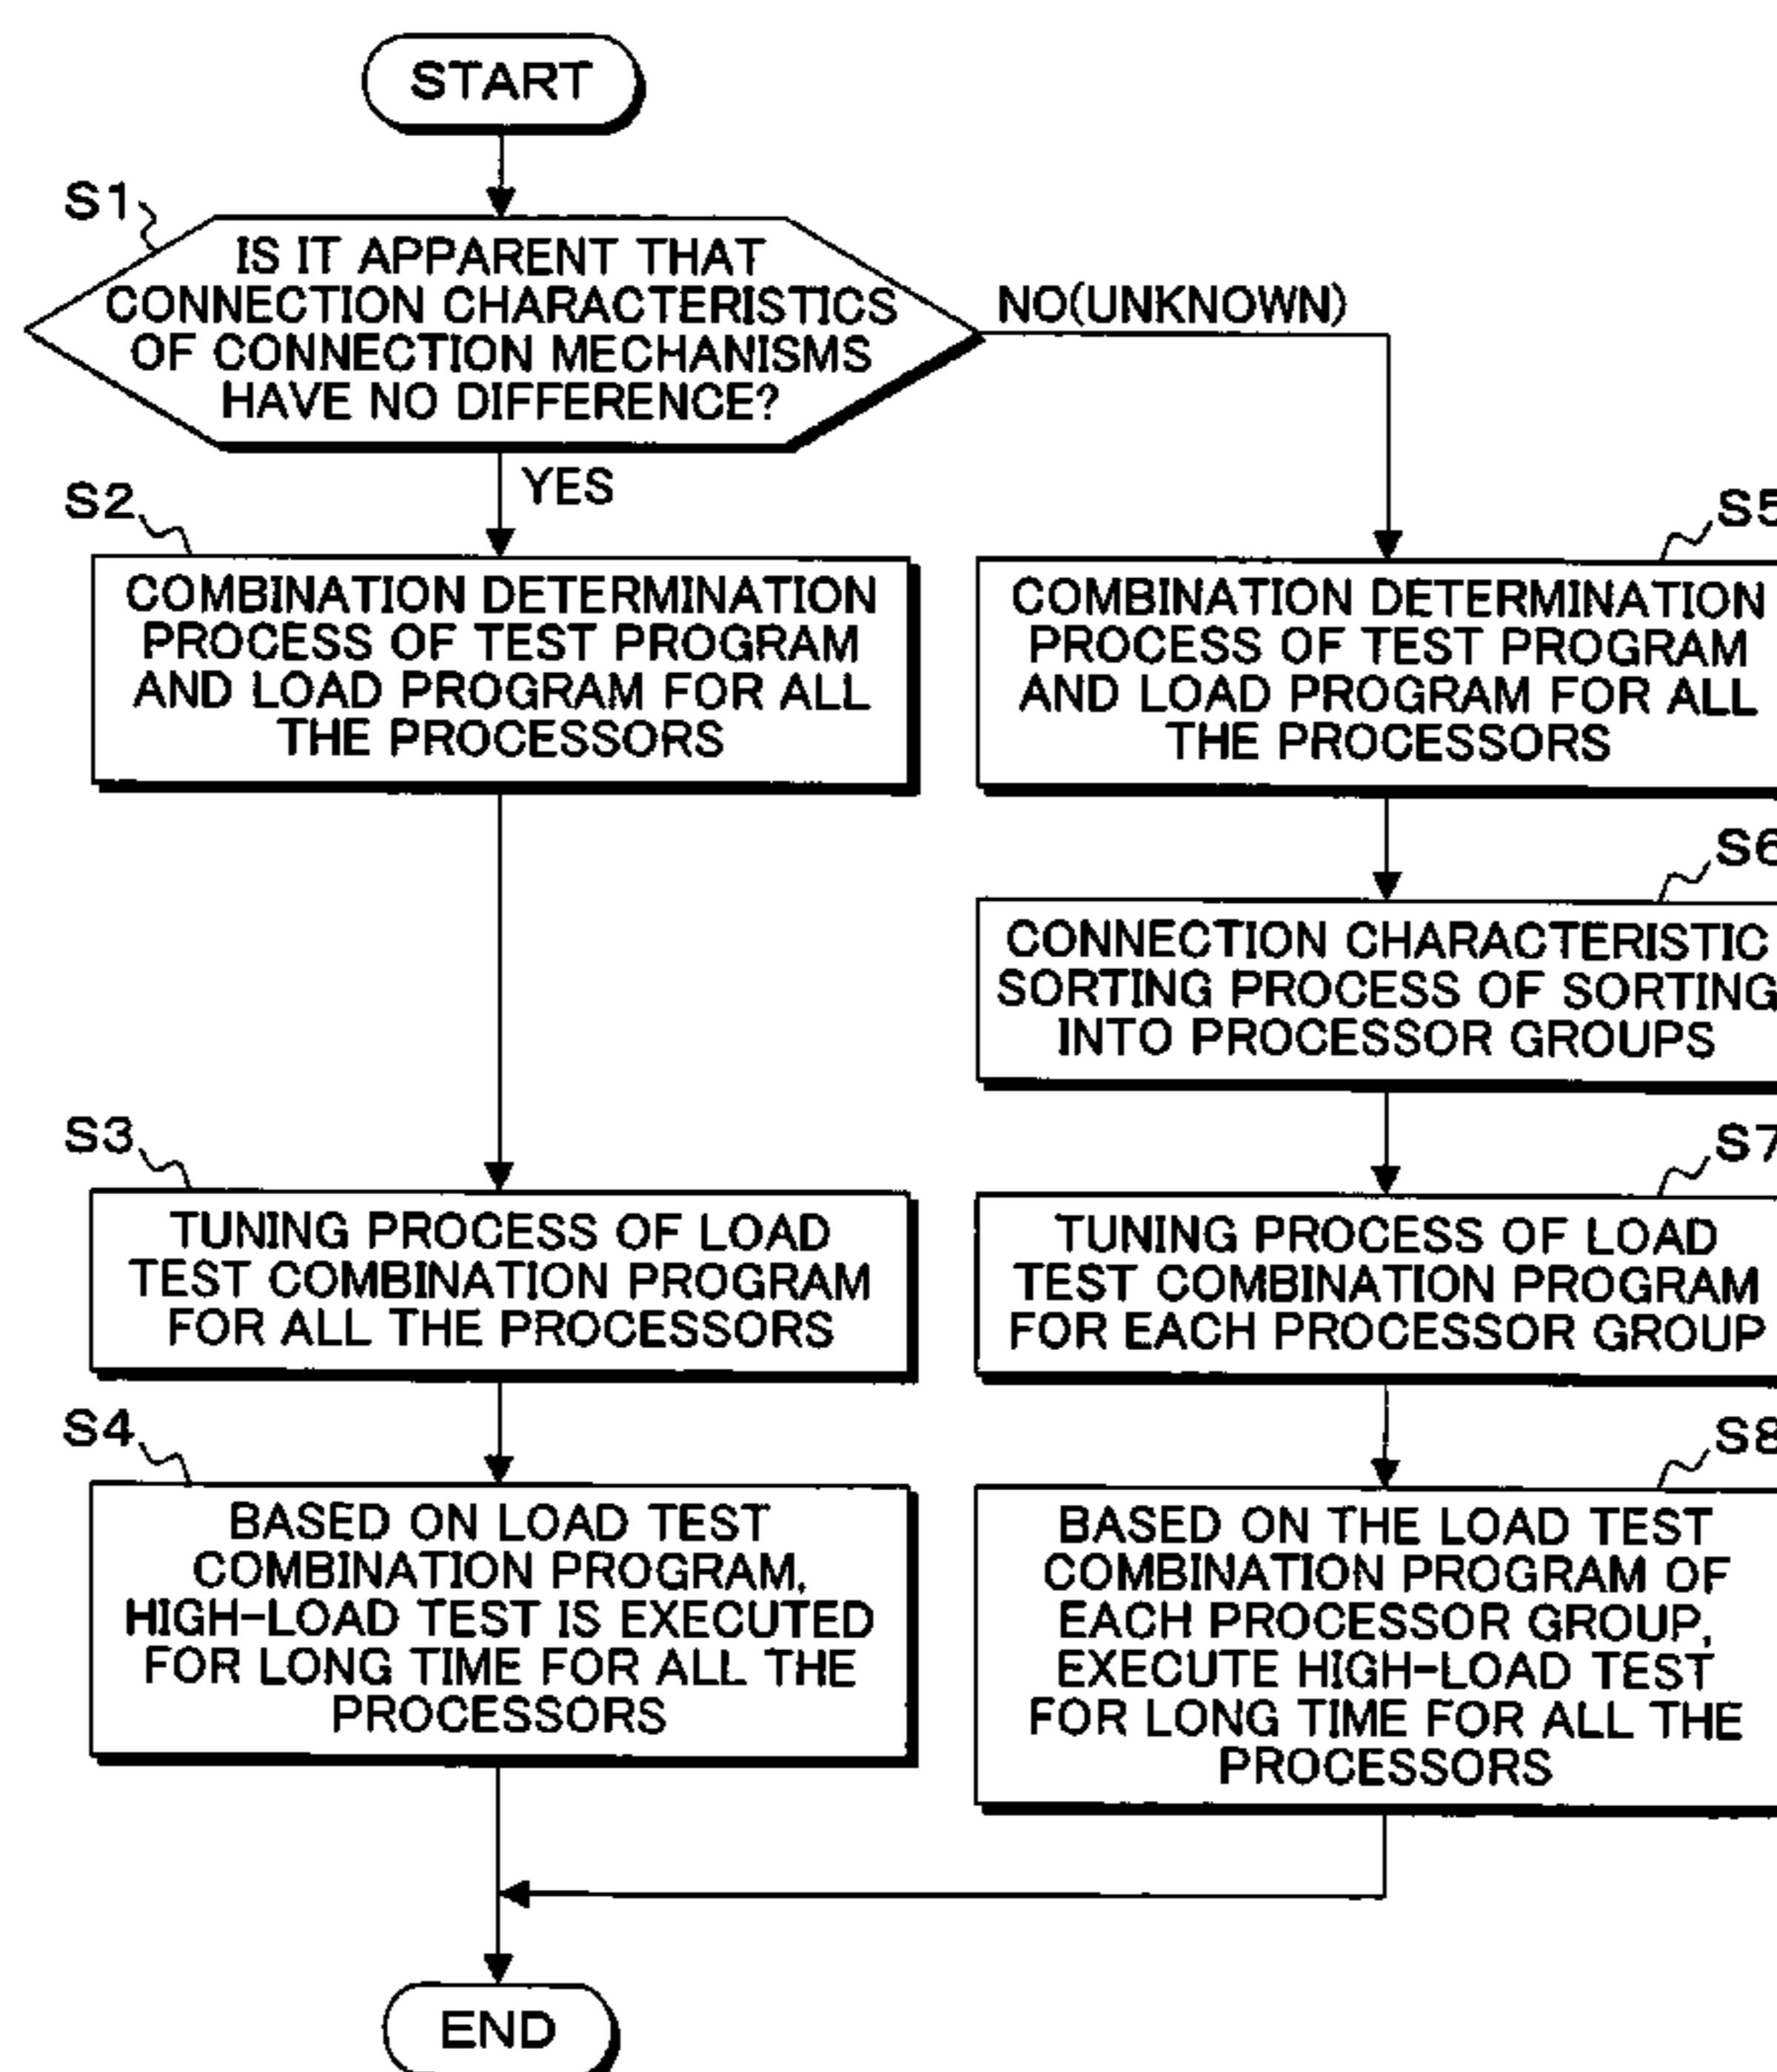 START
S1
IS IT APPARENT THAT
CONNECTION CHARACTERISTICS
OF CONNECTION MECHANISMS
HAVE NO DIFFERENCE?
NO(UNKNOWN)
YES
S2
COMBINATION DETERMINATION
PROCESS OF TEST PROGRAM
AND LOAD PROGRAM FOR ALL
THE PROCESSORS
S3
TUNING PROCESS OF LOAD
TEST COMBINATION PROGRAM
FOR ALL THE PROCESSORS
S4
BASED ON LOAD TEST
COMBINATION PROGRAM,
HIGH-LOAD TEST IS EXECUTED
FOR LONG TIME FOR ALL THE
PROCESSORS
S5
COMBINATION DETERMINATION
PROCESS OF TEST PROGRAM
AND LOAD PROGRAM FOR ALL
THE PROCESSORS
S6
CONNECTION CHARACTERISTIC
SORTING PROCESS OF SORTING
INTO PROCESSOR GROUPS
S7
TUNING PROCESS OF LOAD
TEST COMBINATION PROGRAM
FOR EACH PROCESSOR GROUP
S8
BASED ON THE LOAD TEST
COMBINATION PROGRAM OF
EACH PROCESSOR GROUP,
EXECUTE HIGH-LOAD TEST
FOR LONG TIME FOR ALL THE
PROCESSORS
END